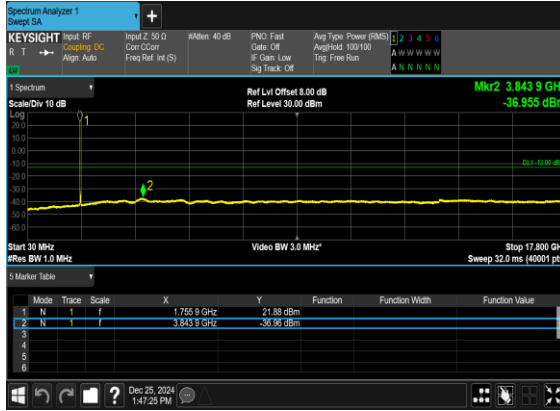 Spectrum Analyzer 1
Swept SA
KEYSIGHT Input: RF Input Z: 50 Ω #Atten: 40 dB PNO: Fast Avg Type: Power (RMS) 1 2 3 4 5 6
R T Coupling: DC Corr CCorr Gate: Off Avg|Hold: 100/100 A W W W W W
Align: Auto Freq Ref: Int (S) IF Gain: Low Trig: Free Run
Sig Track: Off A N N N N N
1 Spectrum Ref Lvl Offset 8.00 dB Mkr2 3.843 9 GH
Scale/Div 10 dB Ref Level 30.00 dBm -36.955 dBr
Log
20.0
10.0
0.00
-10.0
-20.0
-30.0
-40.0
-50.0
-60.0
1
2
DL1 -13.00 dB
Start 30 MHz Video BW 3.0 MHz* Stop 17.800 GH
#Res BW 1.0 MHz Sweep 32.0 ms (40001 pt
5 Marker Table
Mode Trace Scale X Y Function Function Width Function Value
1 N 1 f 1.755 9 GHz 21.88 dBm
2 N 1 f 3.843 9 GHz -36.96 dBm
3
4
5
6
Dec 25, 2024
1:47:25 PM